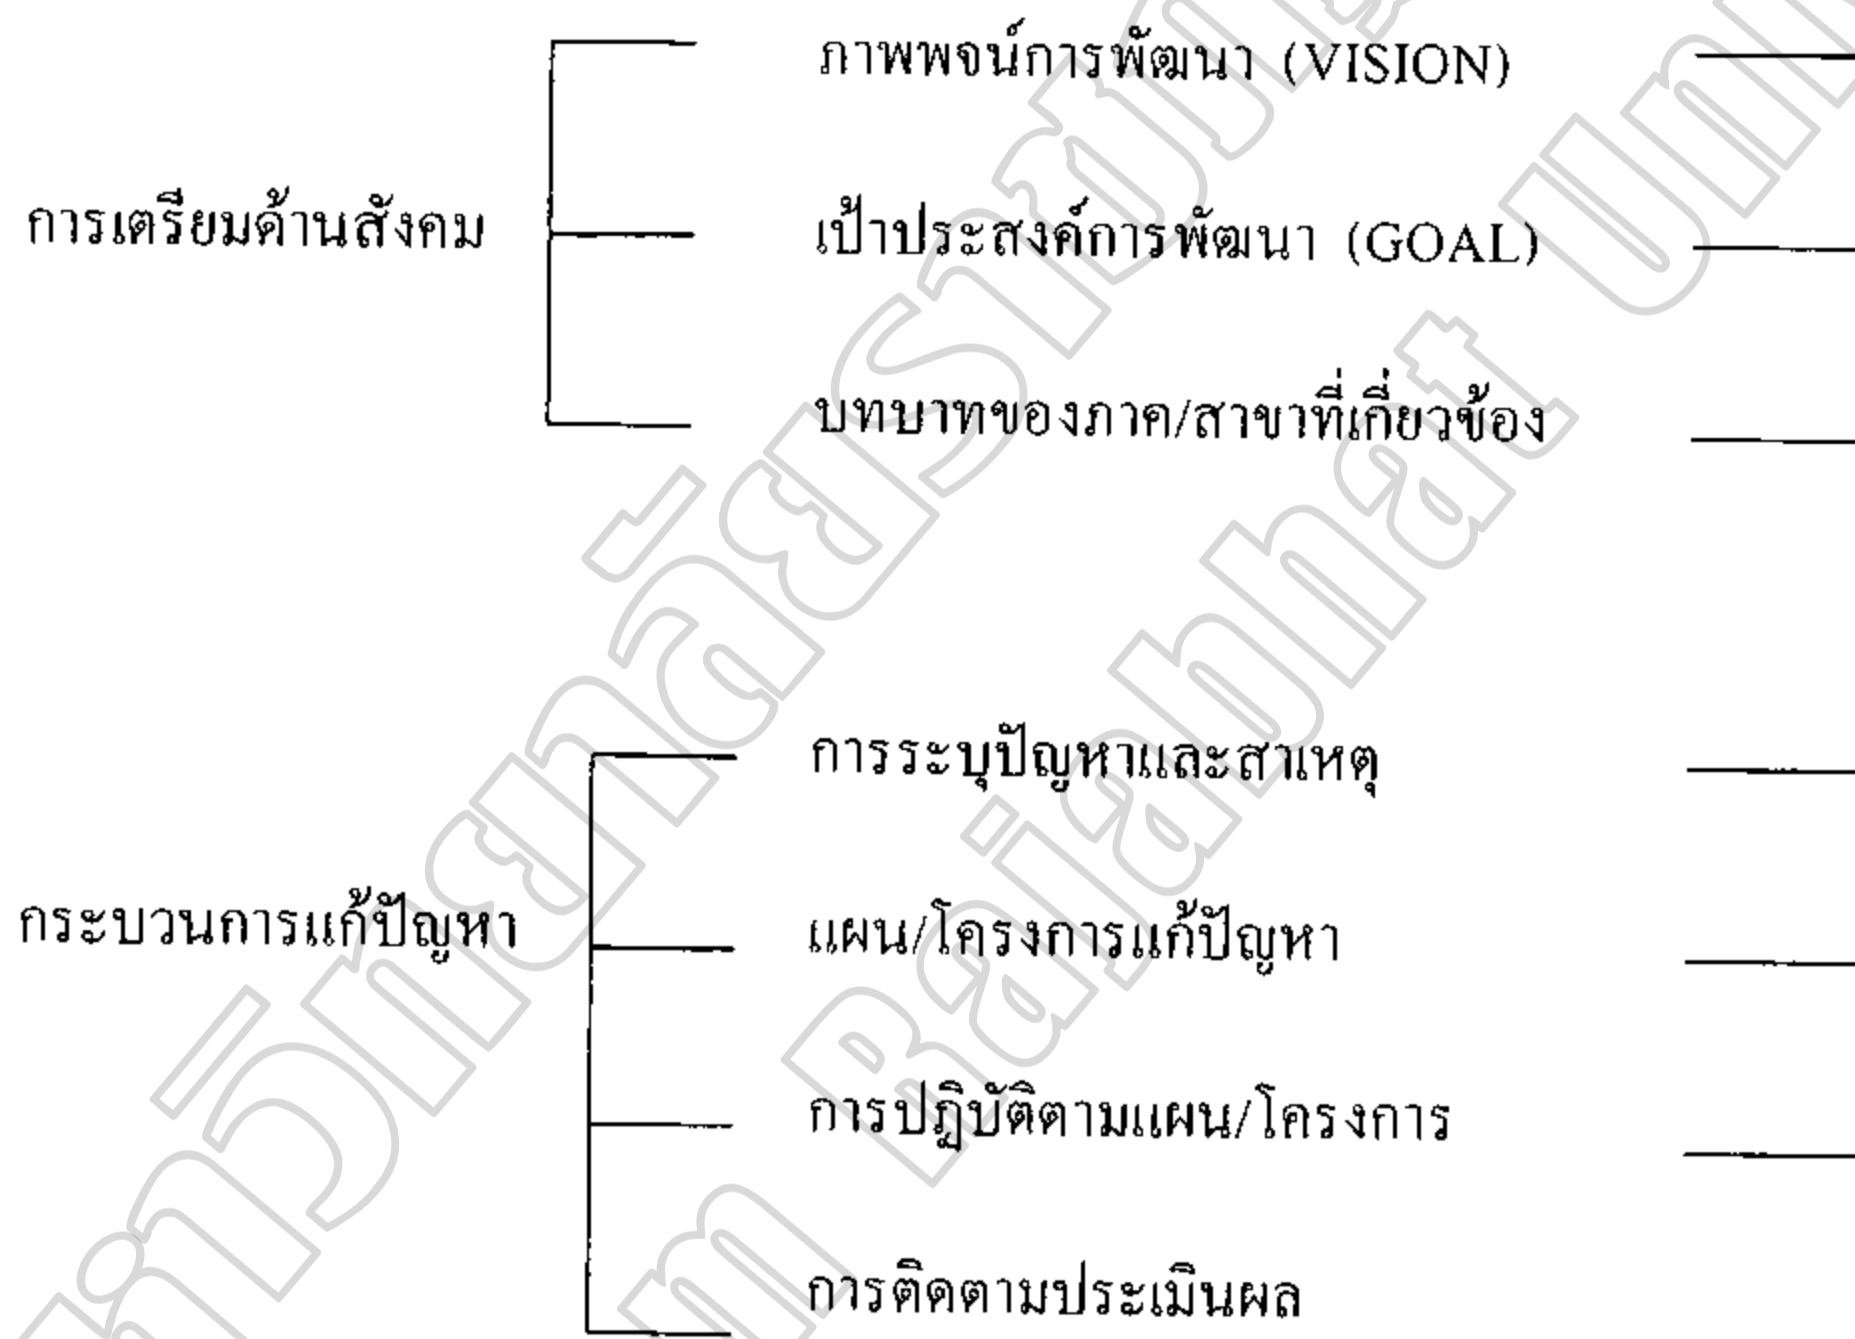 ภาพพจน์การพัฒนา (VISION)
การเตรียมด้านสังคม
เป้าประสงค์การพัฒนา (GOAL)
บทบาทของภาค/สาขาที่เกี่ยวข้อง
การระบุปัญหาและสาเหตุ
กระบวนการแก้ปัญหา
แผน/โครงการแก้ปัญหา
การปฏิบัติตามแผน/โครงการ
การติดตามประเมินผล
Rajabhat